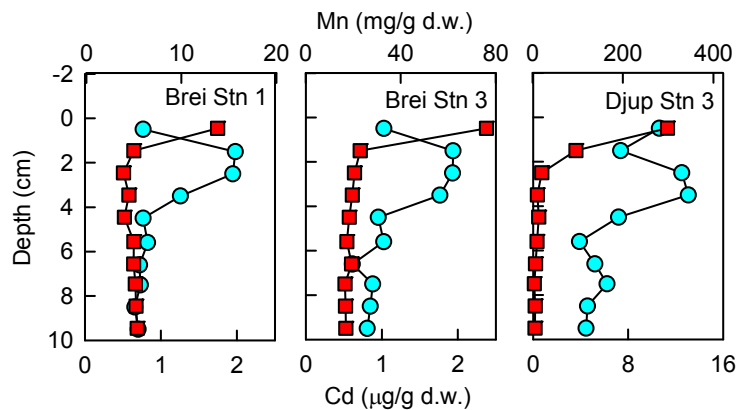 Mn (mg/g d.w.)
0 10 20 0 40 80 0 200 400
-2
0
2
4
6
8
10
Depth (cm)
Brei Stn 1
Brei Stn 3
Djup Stn 3
0 1 2 0 1 2 0 8 16
Cd (μg/g d.w.)